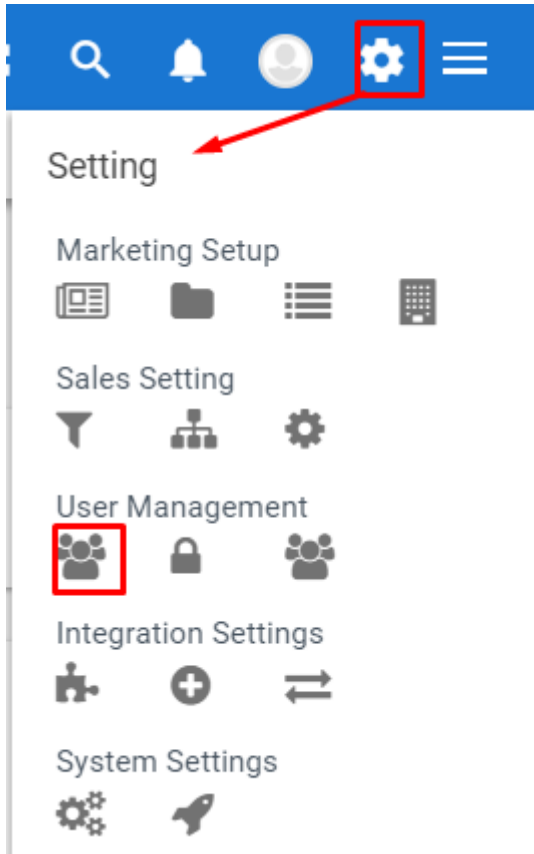 Setting
Marketing Setup
Sales Setting
User Management
Integration Settings
System Settings